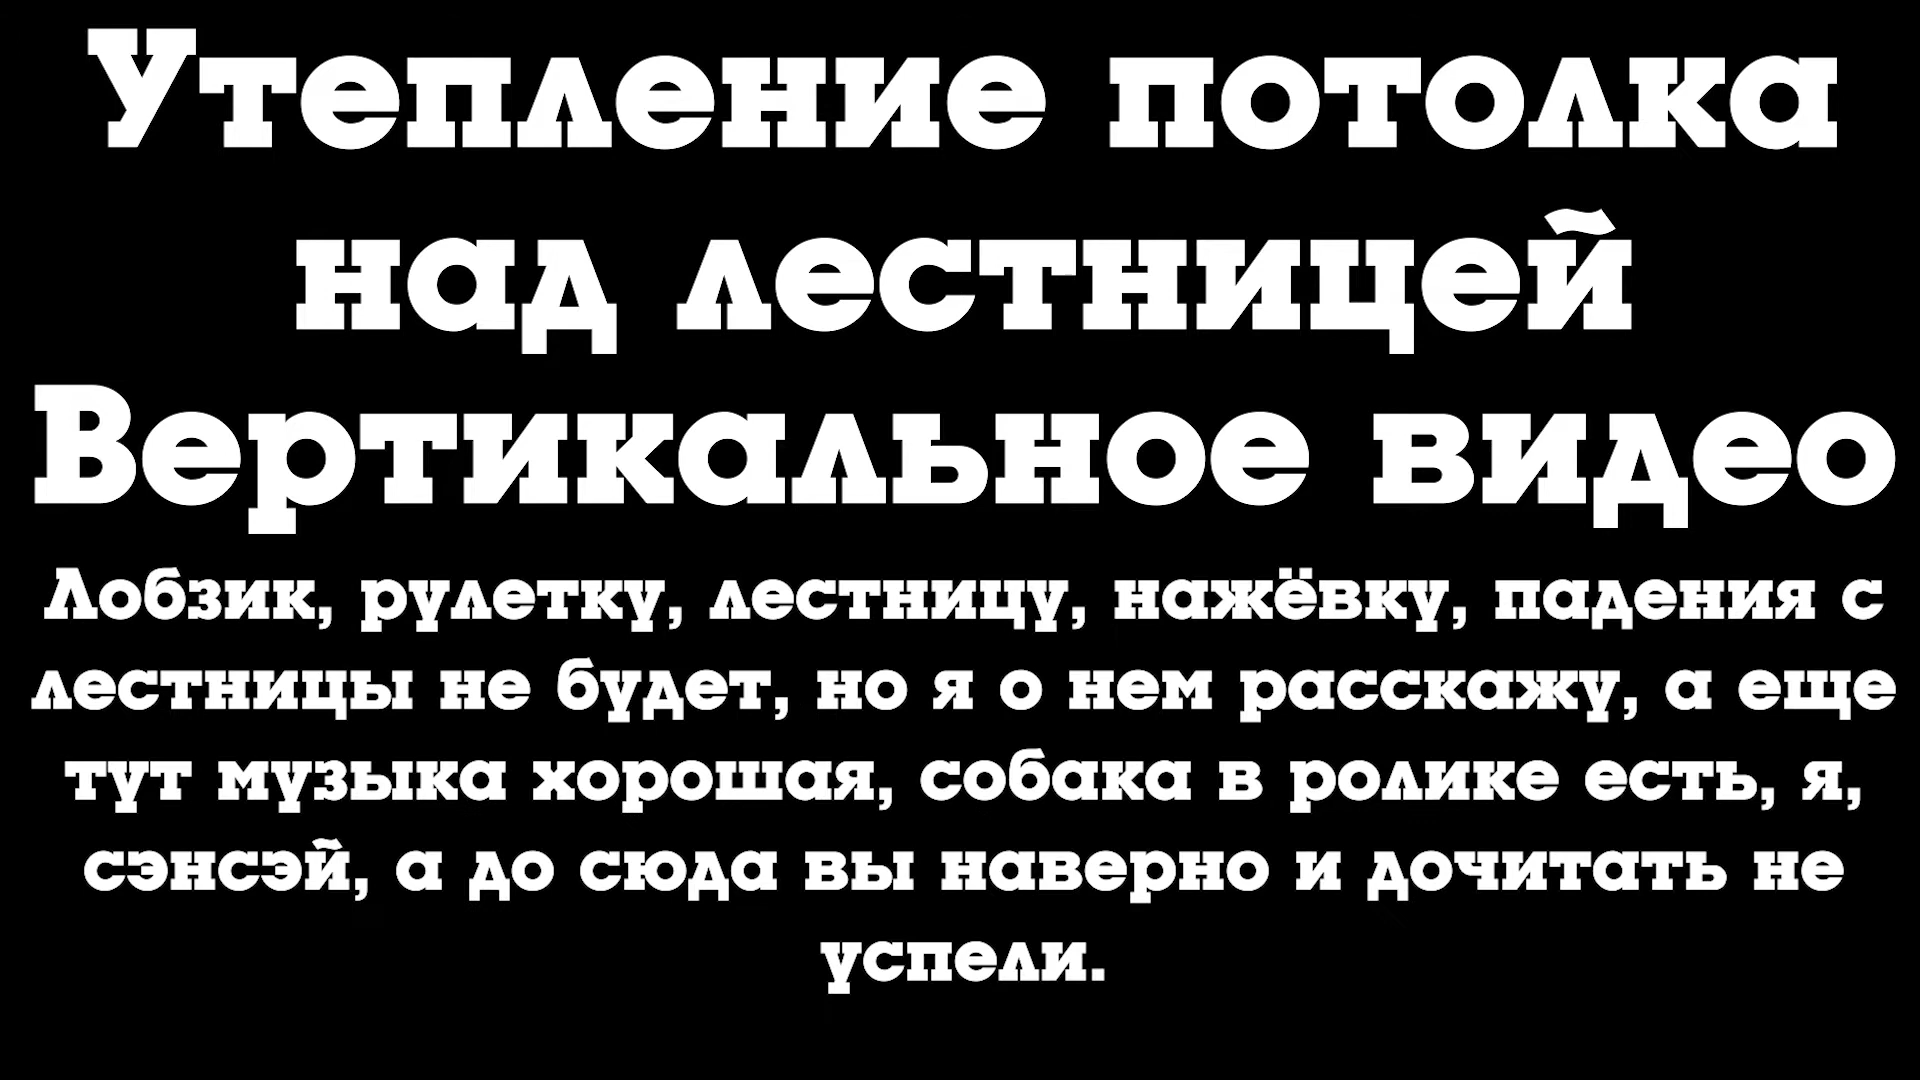 Утепление потолка
над лестницей
Вертикальное видео
Лобзик, рулетку, лестницу, нажёвку, падения с
лестницы не будет, но я о нем расскажу, а еще
тут музыка хорошая, собака в ролике есть, я,
сэнсэй, а до сюда вы наверно и дочитать не
успели.